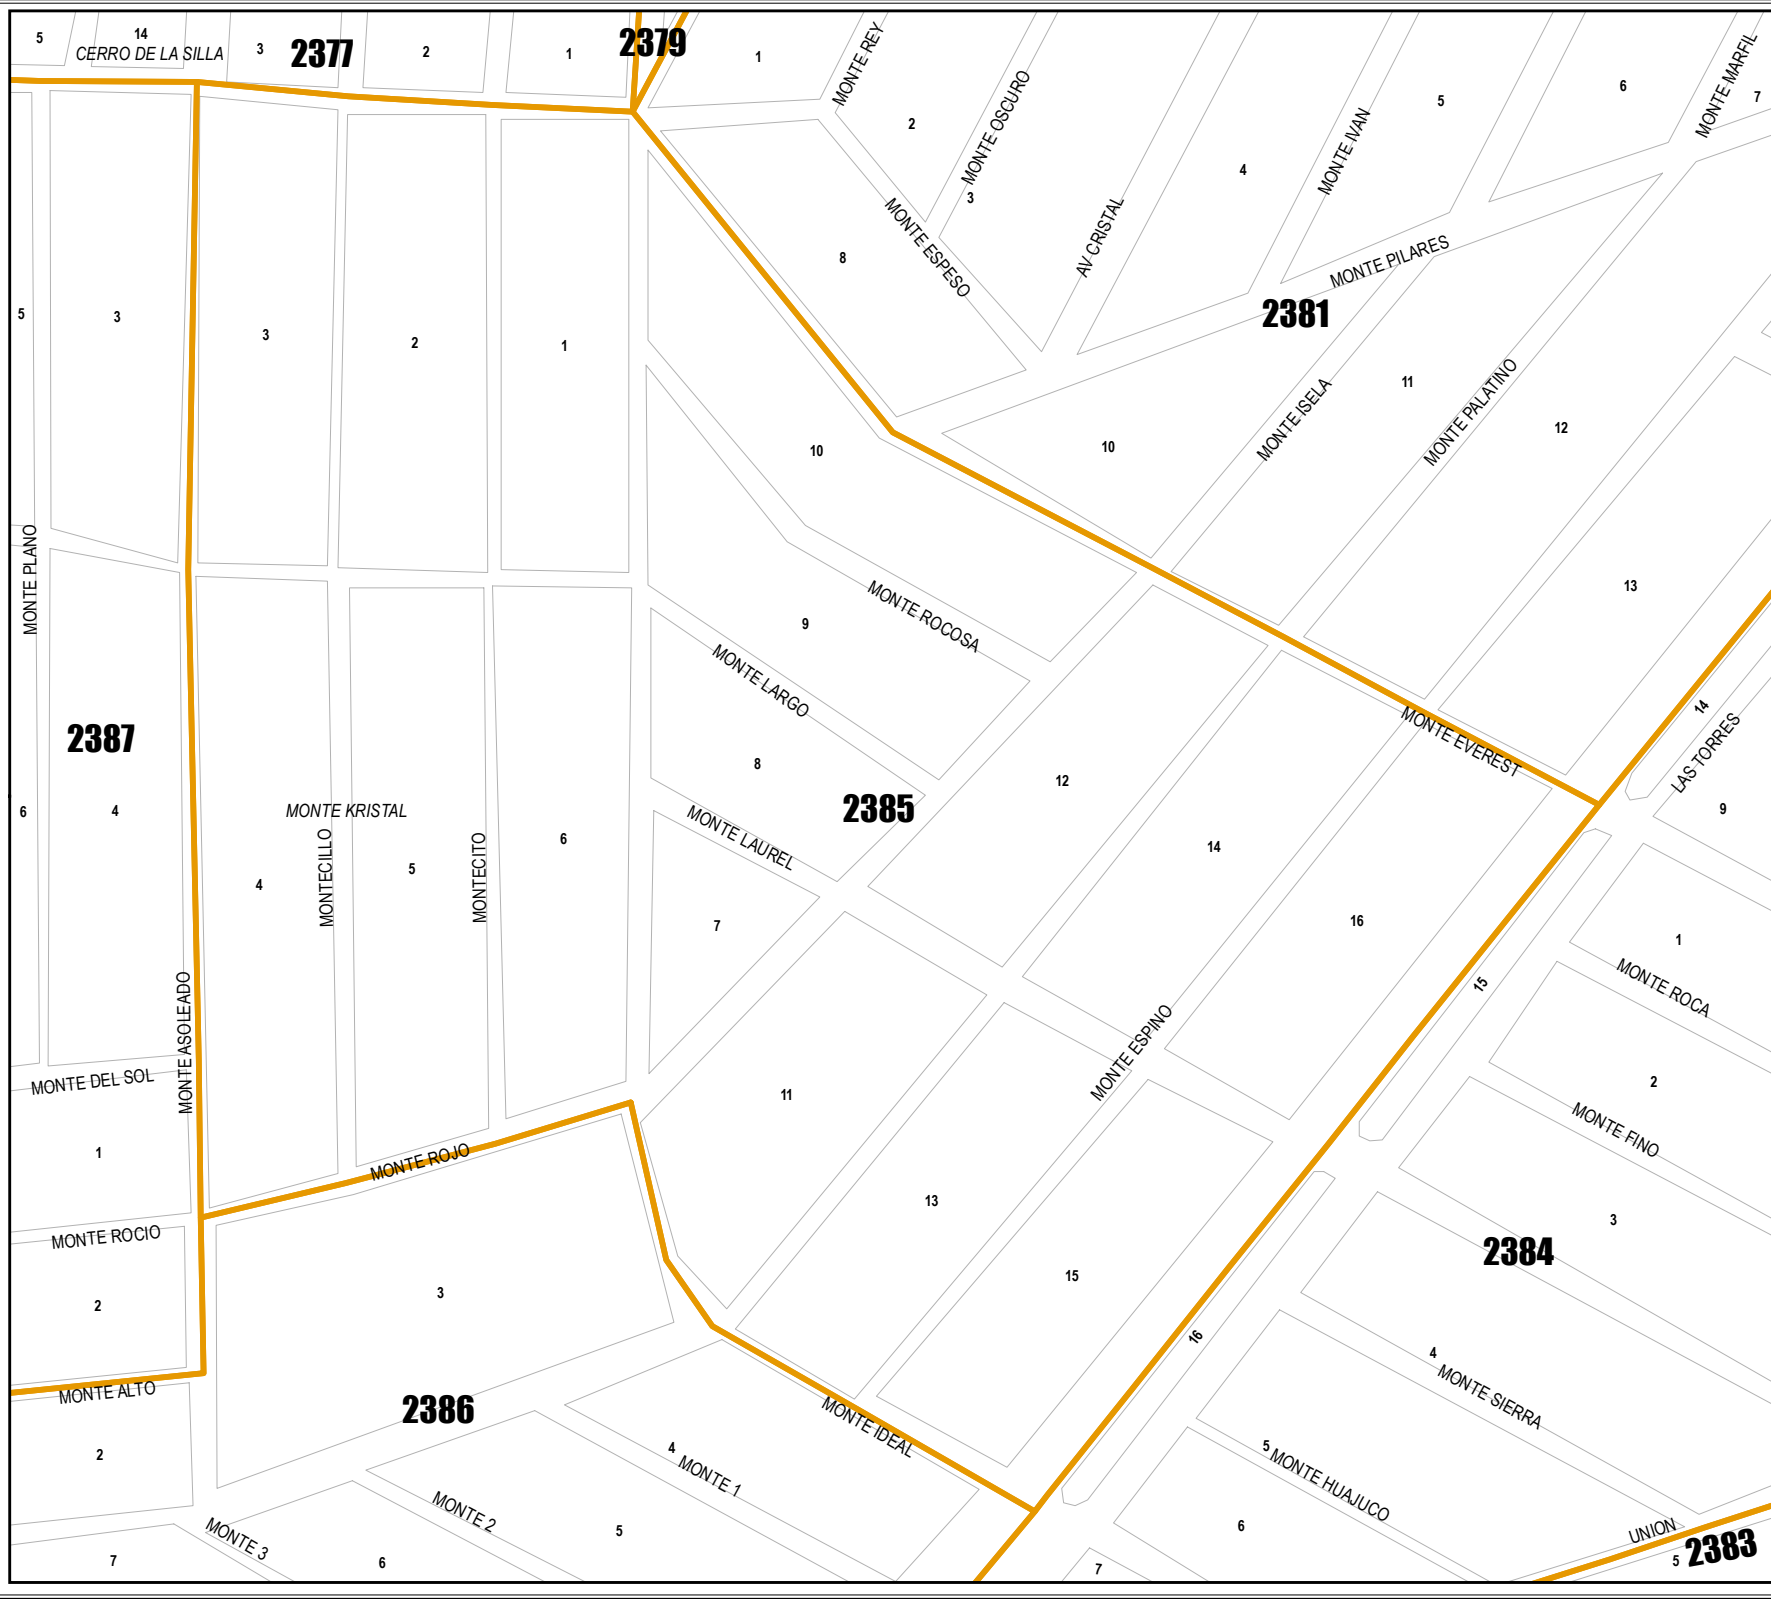 5
14
CERRO DE LA SILLA
3
2377
2
1
2379
1
MONTE REY
2
MONTE OSCURO
3
AV CRISTAL
4
MONTE IVAN
5
6
MONTE MARFIL
7
5
3
3
2
1
8
MONTE ESPESO
MONTE PILARES
2381
10
10
MONTE ISELA
11
MONTE PALATINO
12
13
MONTE PLANO
MONTE ROCOSA
9
MONTE LARGO
2387
8
2385
12
MONTE EVEREST
14
LAS TORRES
9
6
4
MONTE KRISTAL
MONTECILLO
4
5
MONTECITO
6
MONTE LAUREL
7
14
16
1
MONTE ROCA
15
MONTE ASOLEADO
MONTE DEL SOL
1
MONTE ROJO
11
MONTE ESPINO
2
MONTE FINO
13
3
2384
MONTE ROCIO
2
3
15
16
4
MONTE SIERRA
MONTE ALTO
2386
MONTE IDEAL
2
4
MONTE 1
5
MONTE HUAJUCO
MONTE 2
MONTE 3
5
6
7
6
7
UNION
5
2383